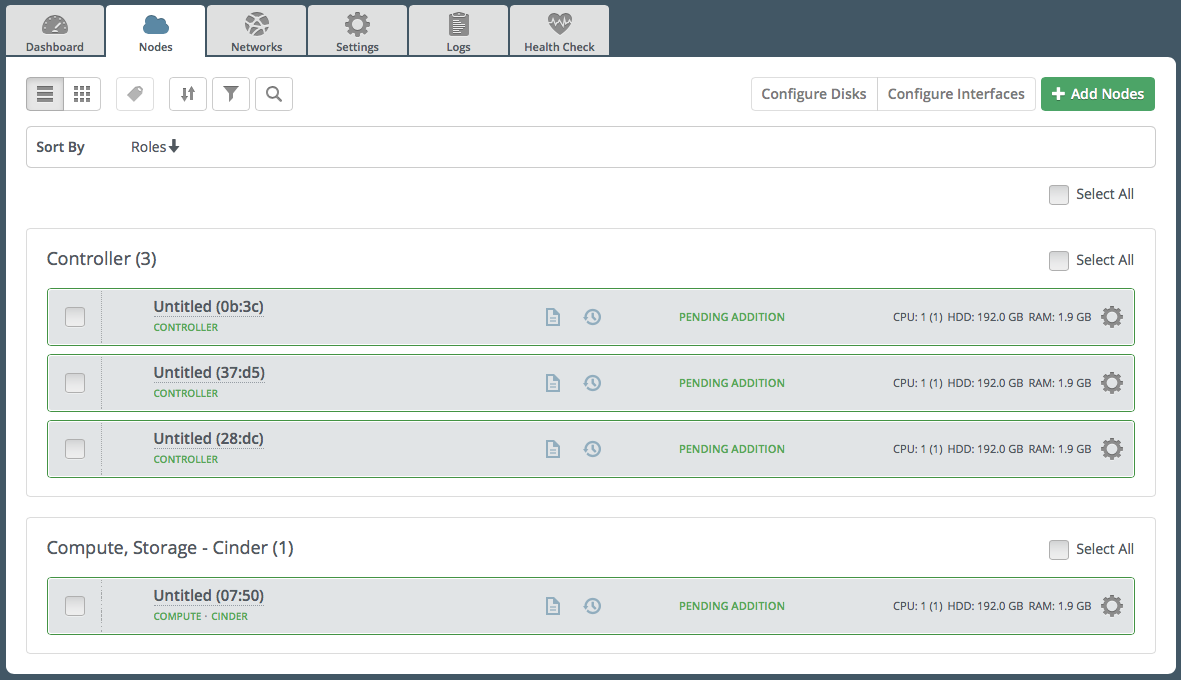 Dashboard
Nodes
Networks
Settings
Logs
Health Check
Configure Disks
Configure Interfaces
Add Nodes
Sort By Roles
Select All
Controller (3)
Select All
Untitled (0b:3c)
CONTROLLER
PENDING ADDITION
CPU: 1 (1) HDD: 192.0 GB RAM: 1.9 GB
Untitled (37:d5)
CONTROLLER
PENDING ADDITION
CPU: 1 (1) HDD: 192.0 GB RAM: 1.9 GB
Untitled (28:dc)
CONTROLLER
PENDING ADDITION
CPU: 1 (1) HDD: 192.0 GB RAM: 1.9 GB
Compute, Storage - Cinder (1)
Select All
Untitled (07:50)
COMPUTE · CINDER
PENDING ADDITION
CPU: 1 (1) HDD: 192.0 GB RAM: 1.9 GB